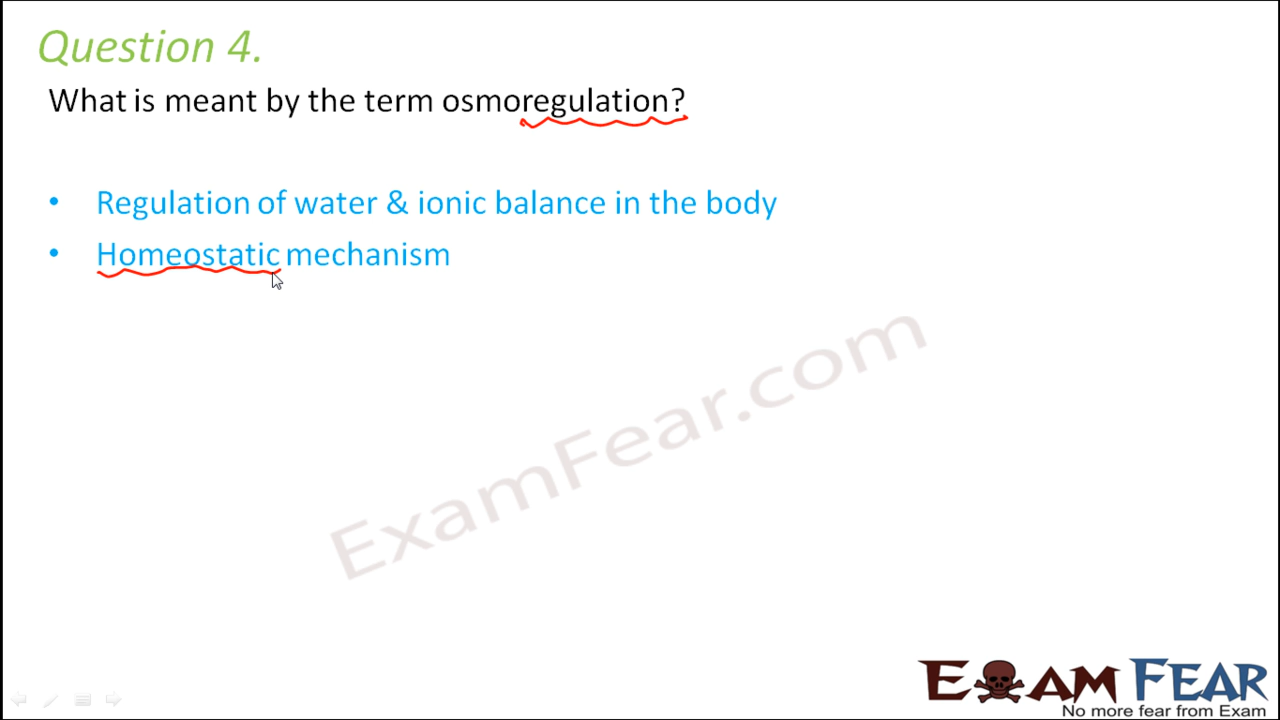 Question 4.
What is meant by the term osmoregulation?
• Regulation of water & ionic balance in the body
• Homeostatic mechanism
ExamFear.com
EXAM FEAR
No more fear from Exam